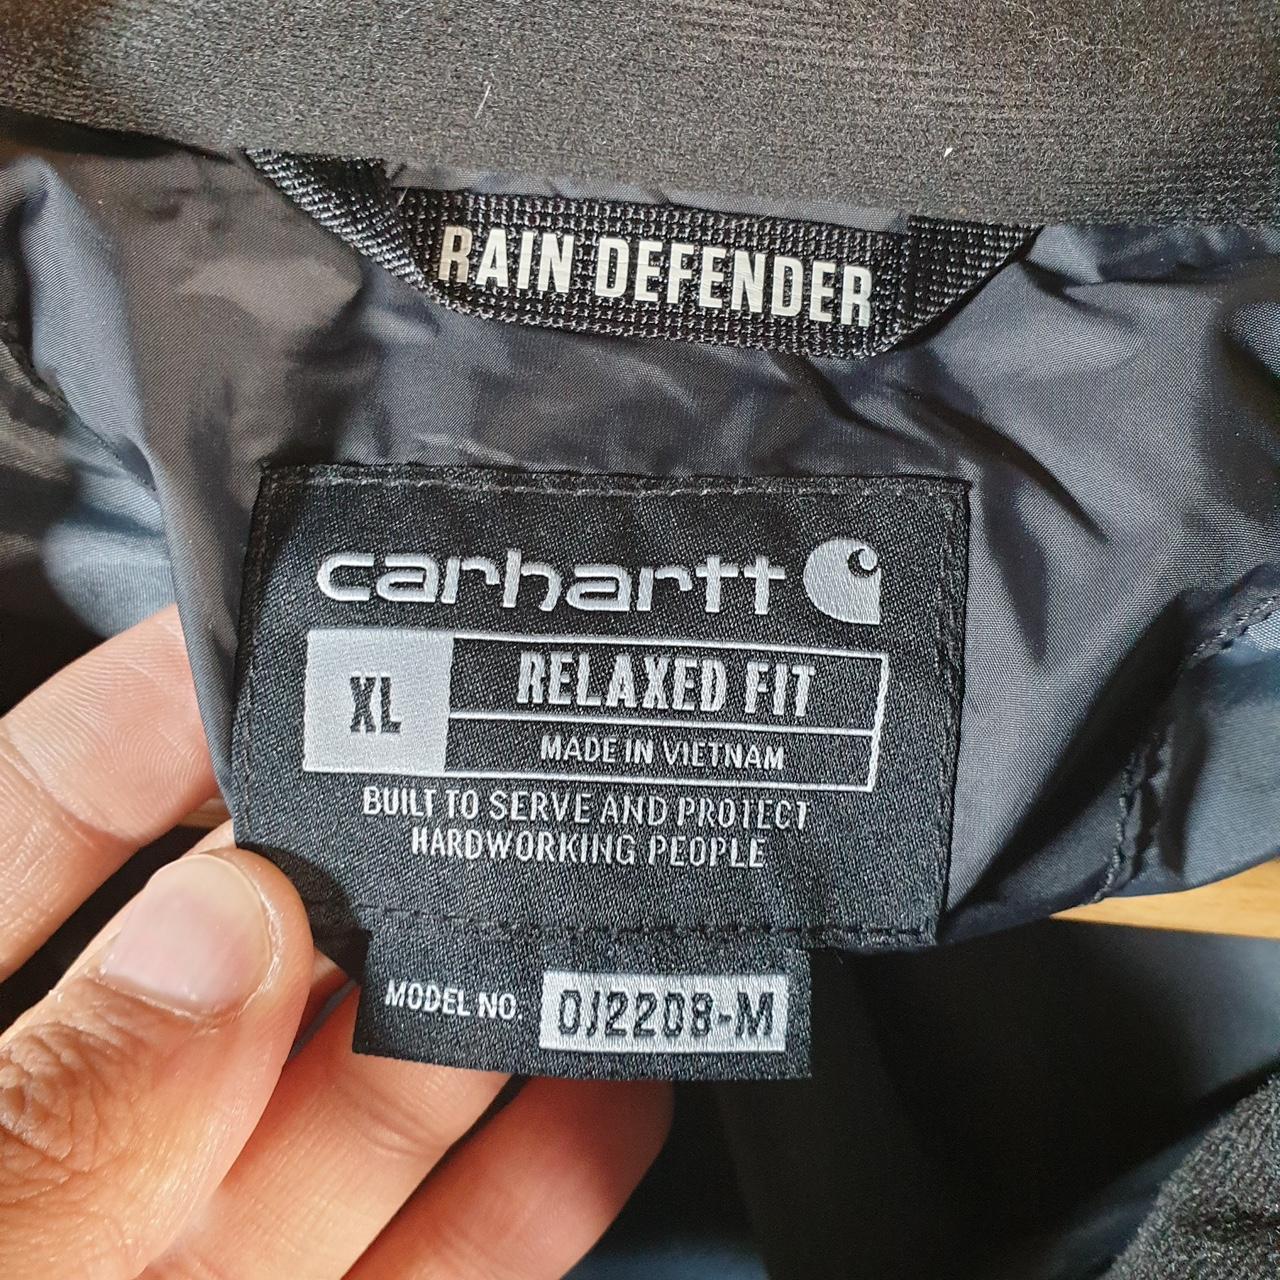 RAIN DEFENDER
carhartt
XL
RELAXED FIT
MADE IN VIETNAM
BUILT TO SERVE AND PROTECT
HARDWORKING PEOPLE
MODEL NO. OJ2208-M